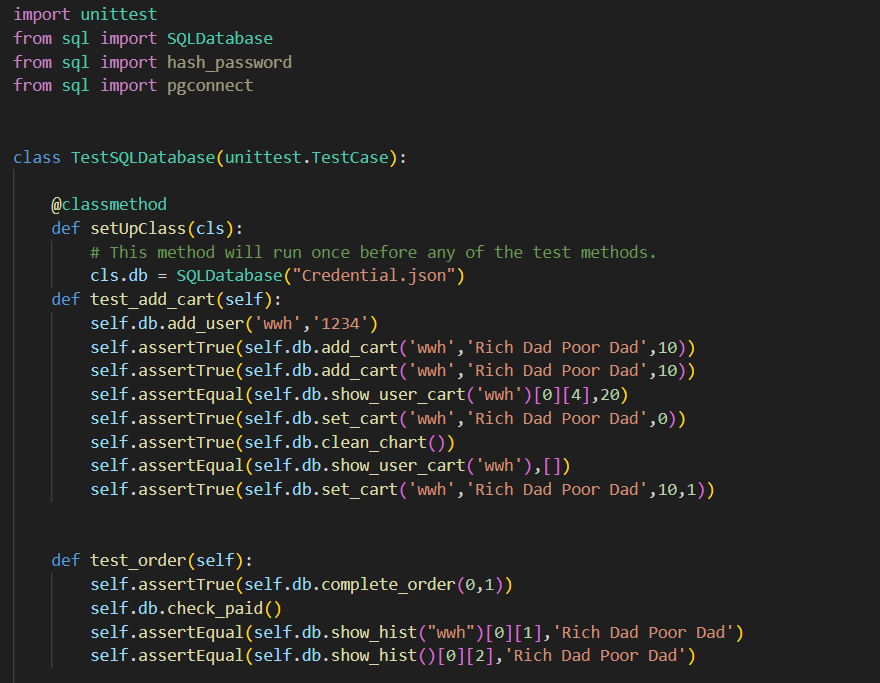 import unittest
from sql import SQLDatabase
from sql import hash_password
from sql import pgconnect
class TestSQLDatabase(unittest.TestCase):
@classmethod
def setUpClass(cls):
# This method will run once before any of the test methods.
cls.db = SQLDatabase("Credential.json")
def test_add_cart(self):
self.db.add_user('wwh','1234')
self.assertTrue(self.db.add_cart('wwh','Rich Dad Poor Dad',10))
self.assertTrue(self.db.add_cart('wwh','Rich Dad Poor Dad',10))
self.assertEqual(self.db.show_user_cart('wwh')[0][4],20)
self.assertTrue(self.db.set_cart('wwh','Rich Dad Poor Dad',0))
self.assertTrue(self.db.clean_chart())
self.assertEqual(self.db.show_user_cart('wwh'),[])
self.assertTrue(self.db.set_cart('wwh','Rich Dad Poor Dad',10,1))
def test_order(self):
self.assertTrue(self.db.complete_order(0,1))
self.db.check_paid()
self.assertEqual(self.db.show_hist("wwh")[0][1],'Rich Dad Poor Dad')
self.assertEqual(self.db.show_hist()[0][2],'Rich Dad Poor Dad')